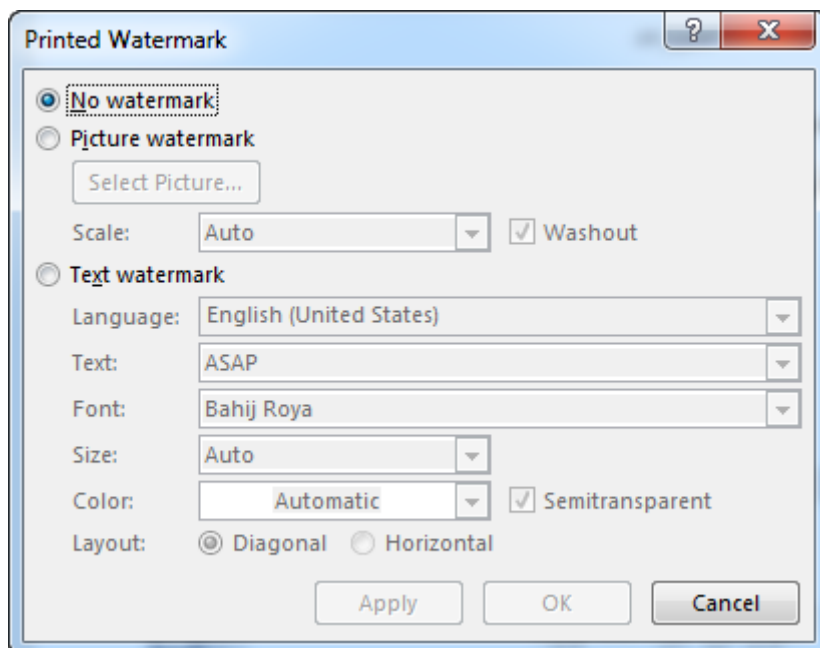 Printed Watermark
No watermark
Picture watermark
Select Picture...
Scale: Auto Washout
Text watermark
Language: English (United States)
Text: ASAP
Font: Bahij Roya
Size: Auto
Color: Automatic Semitransparent
Layout: Diagonal Horizontal
Apply OK Cancel